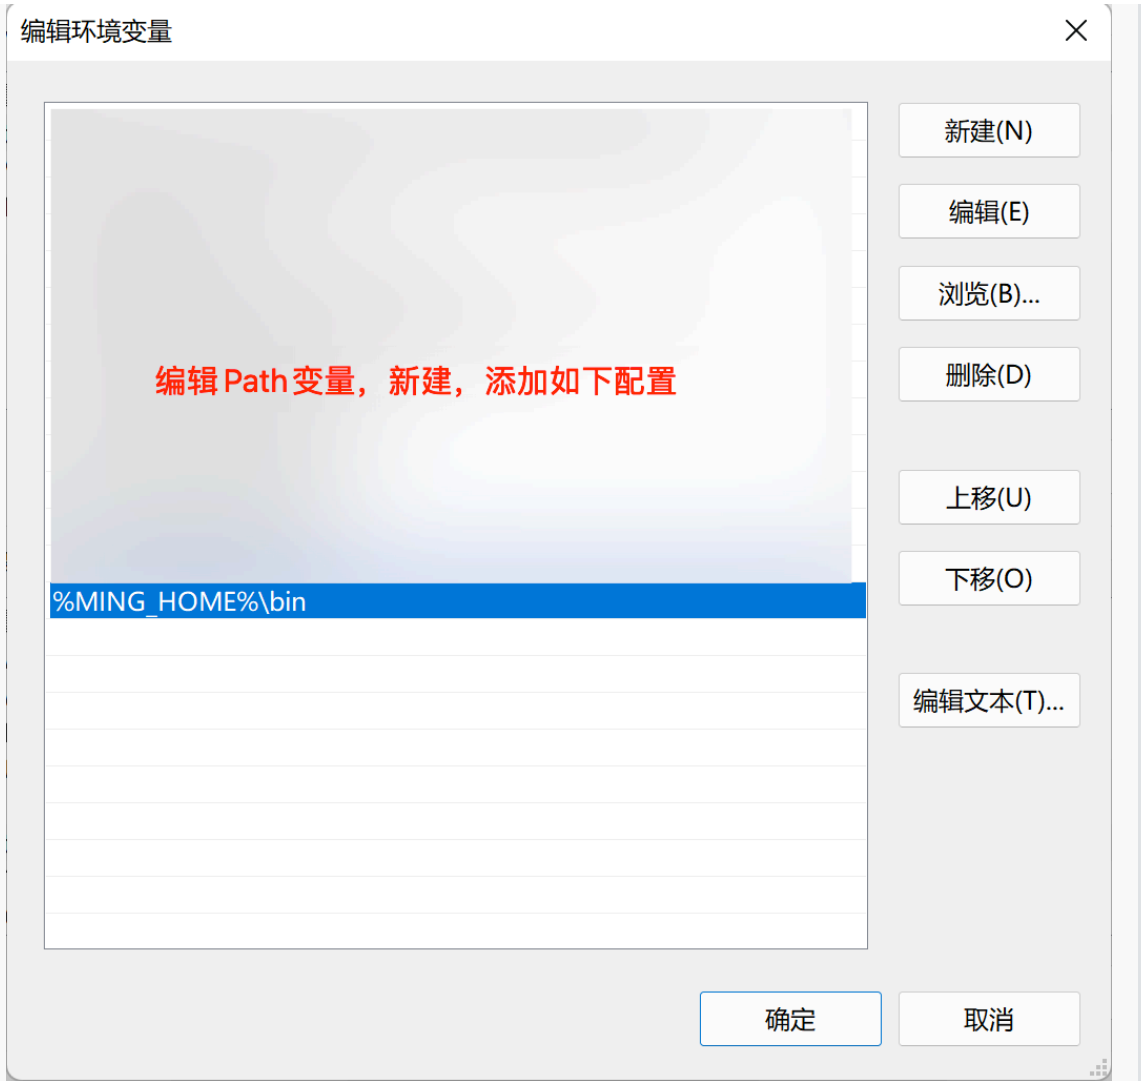 编辑环境变量
新建(N)
编辑(E)
浏览(B)...
编辑Path变量，新建，添加如下配置
删除(D)
上移(U)
下移(O)
%MING_HOME%\bin
编辑文本(T)...
确定
取消